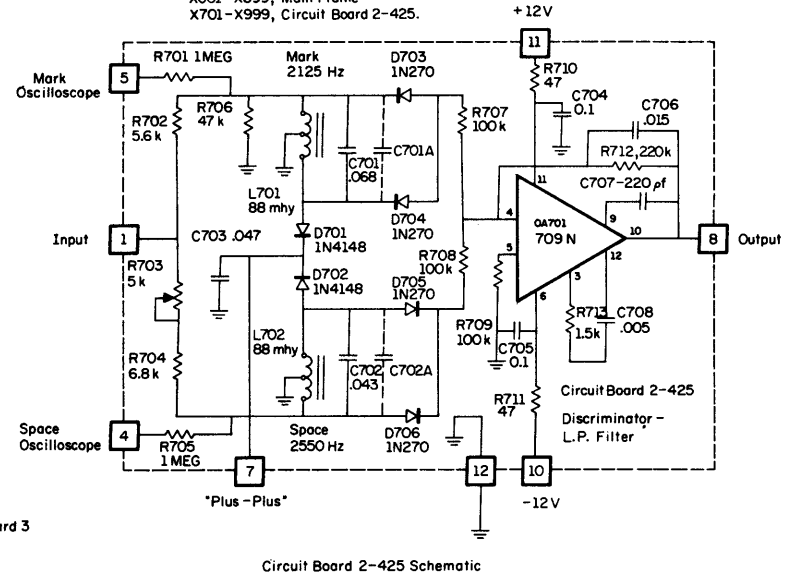 X701-X999, Circuit Board 2-425.
+12V
11
R701 1MEG
Mark
2125 Hz
D703
1N270
R710
47
Mark
Oscilloscope
5
C704
0.1
C706
.015
R702
5.6k
R706
47k
R707
100k
C701
.068
C701A
R712, 220k
C707-220 pf
L701
88 mhy
D704
1N270
11
4
OA701
709 N
9
10
12
5
3
6
Input
1
8
Output
C703 .047
D701
1N4148
R703
5k
D702
1N4148
R708
100k
D705
1N270
L702
88 mhy
R709
100k
C705
0.1
R713
1.5k
C708
.005
R704
6.8k
C702
.043
C702A
R711
47
Circuit Board 2-425
Discriminator -
L.P. Filter
Space
Oscilloscope
4
R705
1MEG
Space
2550 Hz
D706
1N270
7
12
10
"Plus-Plus"
-12V
ard 3
Circuit Board 2-425 Schematic